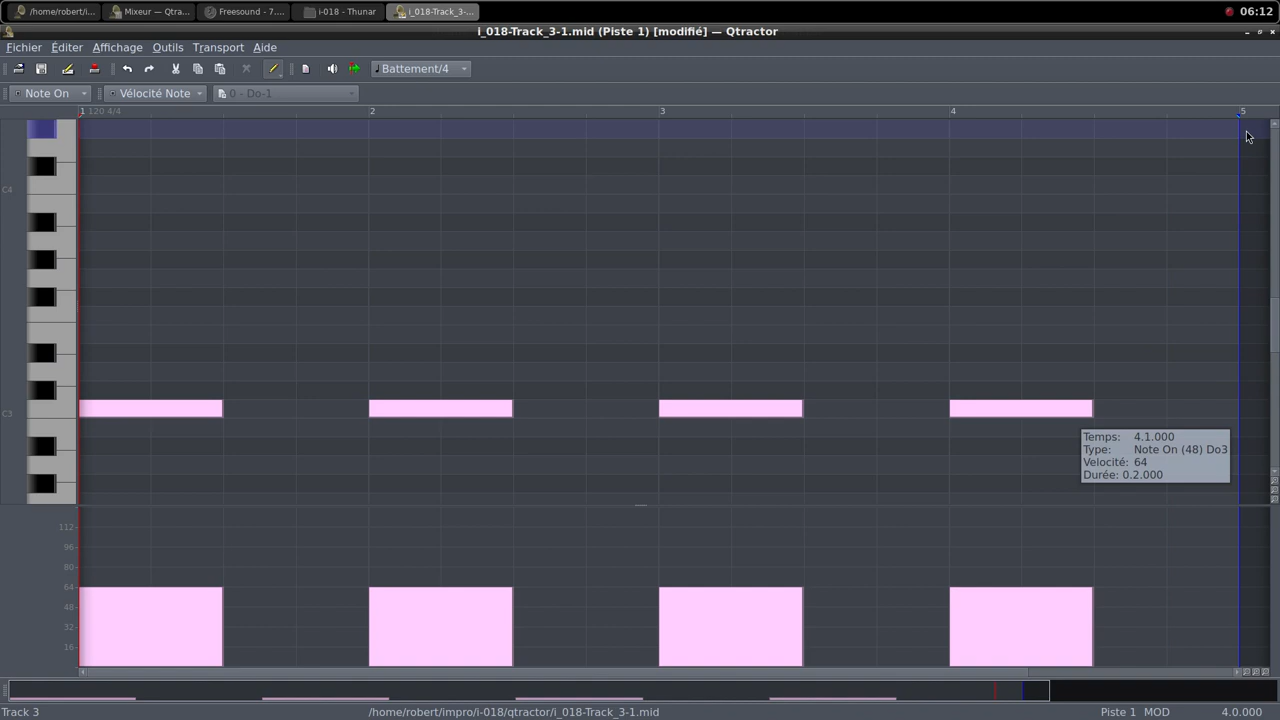 /home/robert/i... Mixeur — Qtra... Freesound - 7.... i-018 - Thunar i_018-Track_3-... 06:12
i_018-Track_3-1.mid (Piste 1) [modifié] — Qtractor
Fichier Éditer Affichage Outils Transport Aide
Battement/4
Note On Vélocité Note 0 - Do-1
1 120 4/4 2 3 4 5
C4
C3
Temps: 4.1.000
Type: Note On (48) Do3
Velocité: 64
Durée: 0.2.000
112
96
80
64
48
32
16
Track 3 /home/robert/impro/i-018/qtractor/i_018-Track_3-1.mid Piste 1 MOD 4.0.000